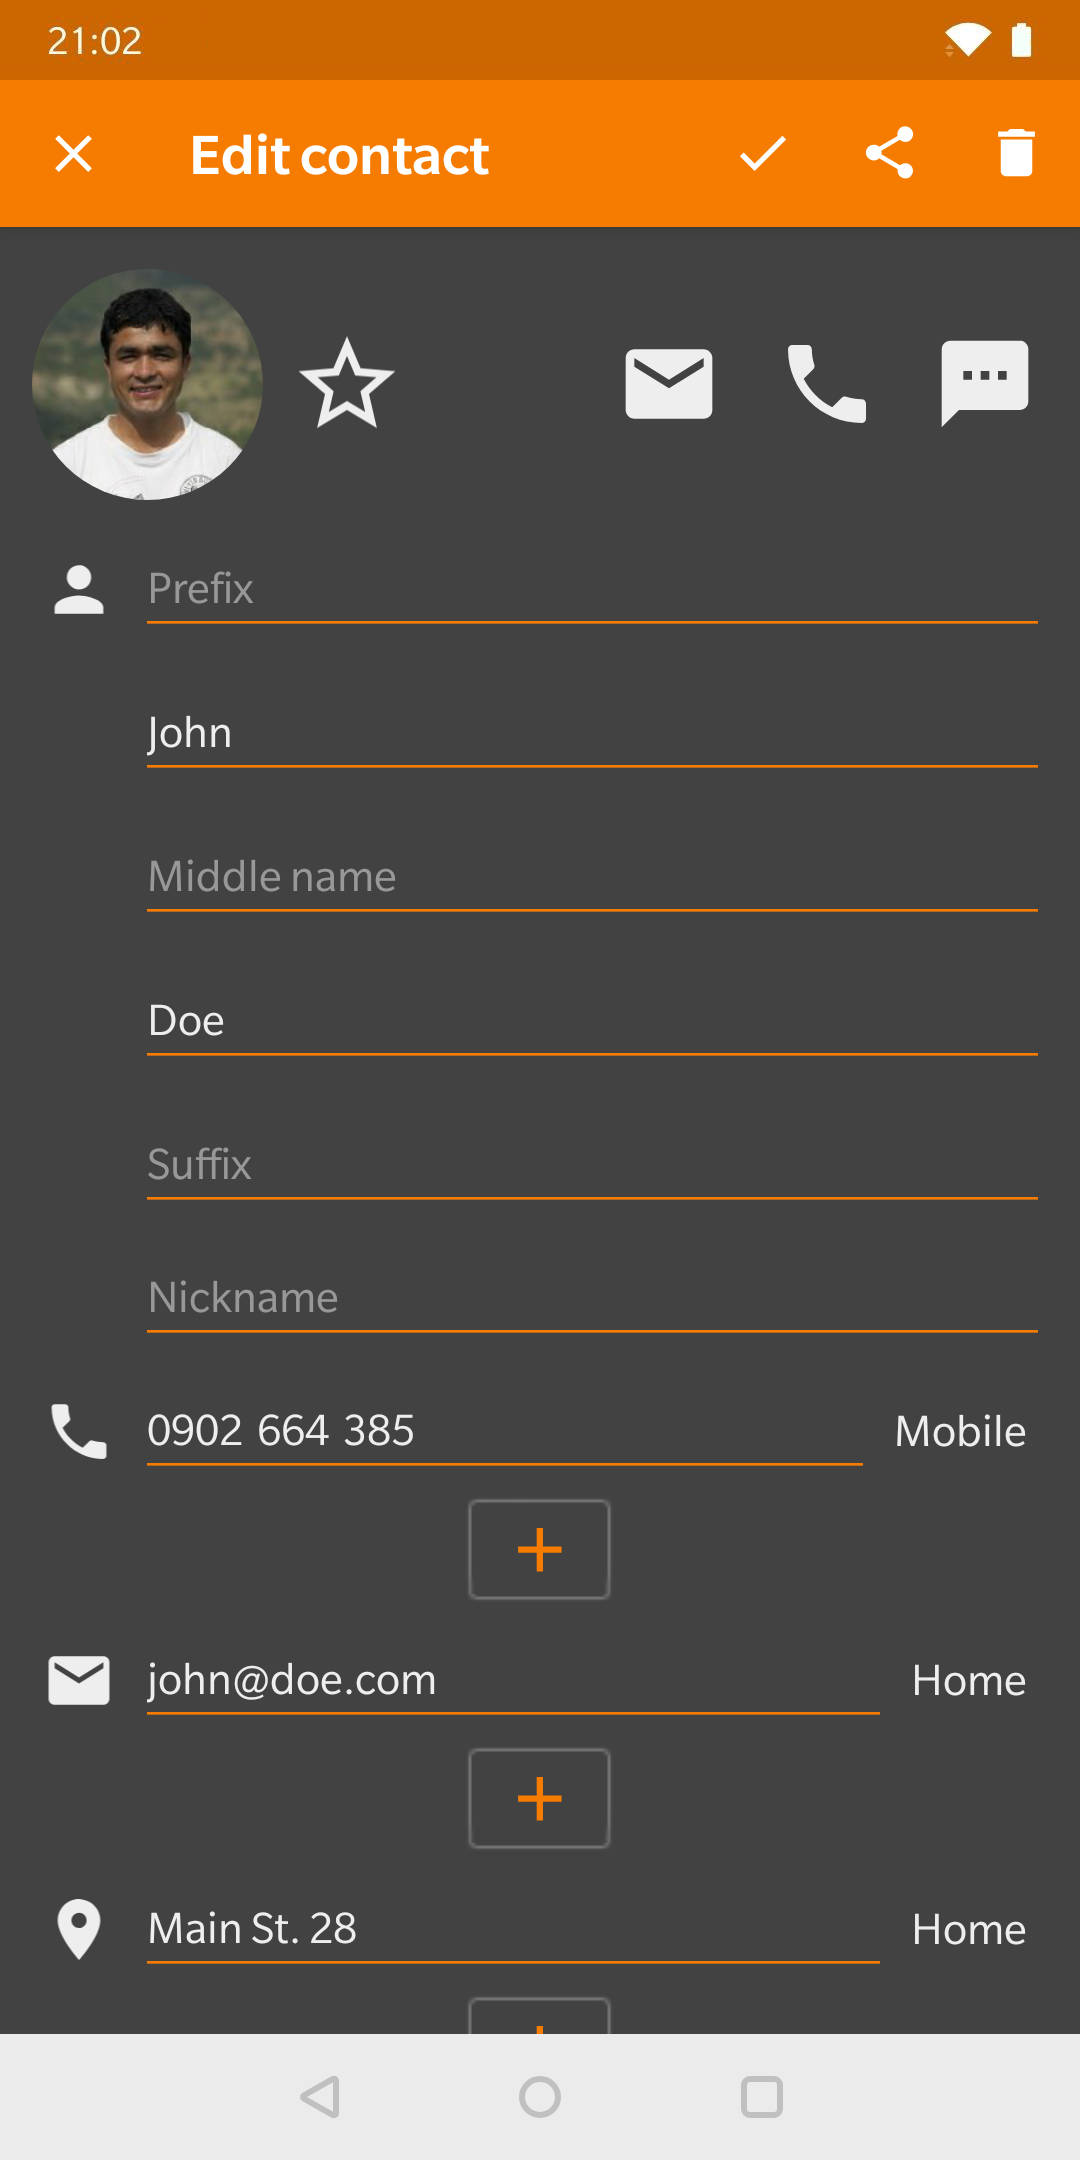 21:02
Edit contact
Prefix
John
Middle name
Doe
Suffix
Nickname
0902 664 385 Mobile
john@doe.com Home
Main St. 28 Home